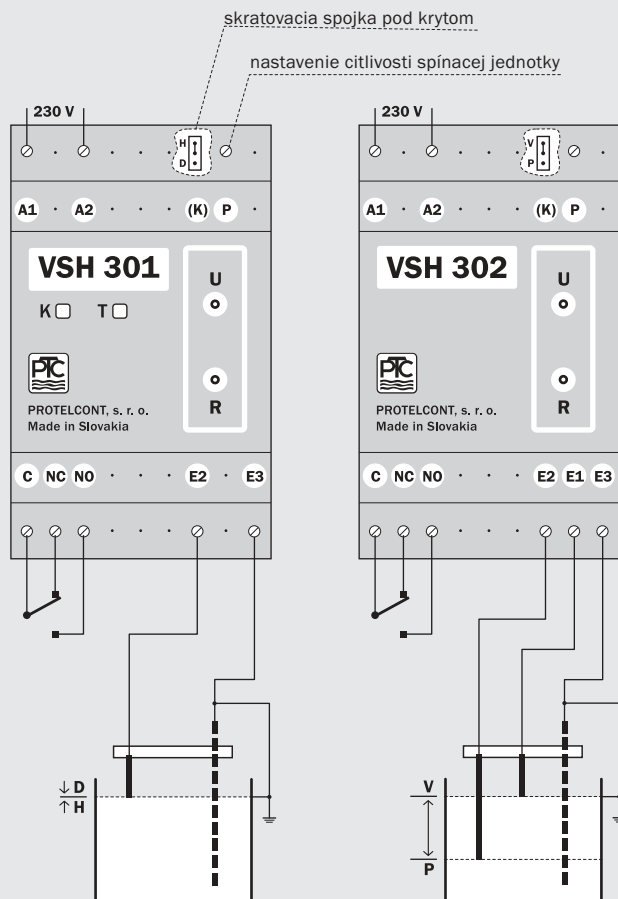 skratovacia spojka pod krytom
nastavenie citlivosti spínacej jednotky
230 V
H
D
A1 A2 (K) P
VSH 301
K T
U
R
PTC
PROTELCONT, s. r. o.
Made in Slovakia
C NC NO E2 E3
D
H
230 V
V
P
A1 A2 (K) P
VSH 302
U
R
PTC
PROTELCONT, s. r. o.
Made in Slovakia
C NC NO E2 E1 E3
V
P